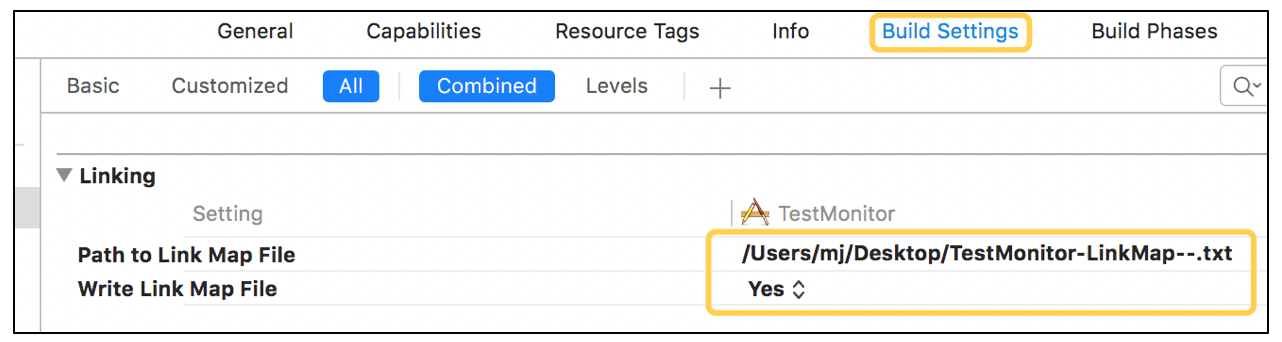 General Capabilities Resource Tags Info Build Settings Build Phases
Basic Customized All Combined Levels +
Linking
Setting TestMonitor
Path to Link Map File /Users/mj/Desktop/TestMonitor-LinkMap--.txt
Write Link Map File Yes